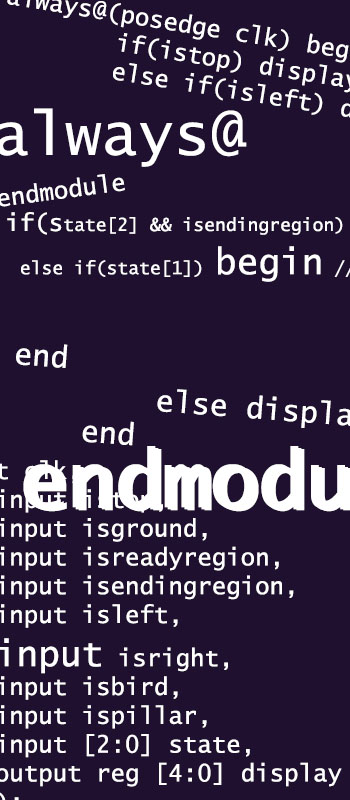 always@(posedge clk) beg
if(istop) display
else if(isleft) d
always@
endmodule
if(State[2] && isendingregion)
else if(state[1]) begin //
end
else displa
end
t clk,
endmodu
input istop,
input isground,
input isreadyregion,
input isendingregion,
input isleft,
input isright,
input isbird,
input ispillar,
input [2:0] state,
output reg [4:0] display
);